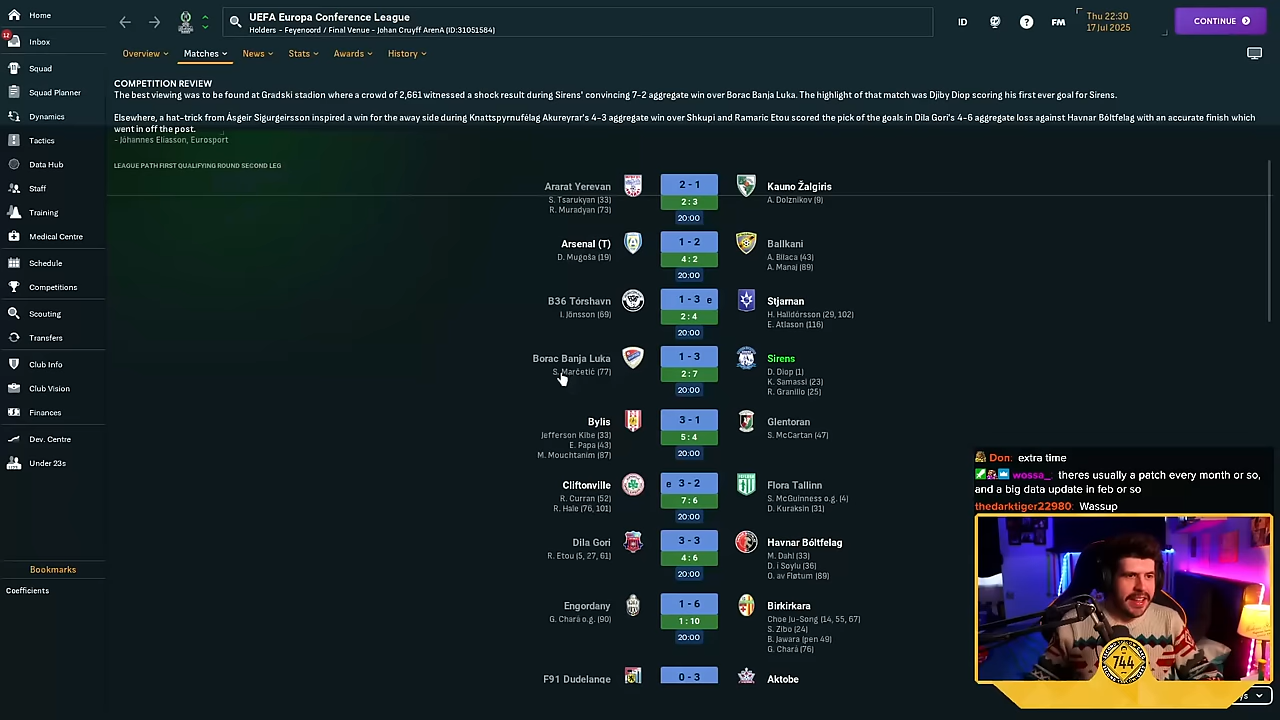 Home
12
Inbox
Squad
Squad Planner
Dynamics
Tactics
Data Hub
Staff
Training
Medical Centre
Schedule
Competitions
Scouting
Transfers
Club Info
Club Vision
Finances
Dev. Centre
Under 23s
Bookmarks
Coefficients
UEFA Europa Conference League
Holders - Feyenoord / Final Venue - Johan Cruyff ArenA (ID:31051584)
ID
?
FM
Thu 22:30
17 Jul 2025
CONTINUE
Overview
Matches
News
Stats
Awards
History
COMPETITION REVIEW
The best viewing was to be found at Gradski stadion where a crowd of 2,661 witnessed a shock result during Sirens' convincing 7-2 aggregate win over Borac Banja Luka. The highlight of that match was Djiby Diop scoring his first ever goal for Sirens.
Elsewhere, a hat-trick from Ásgeir Sigurgeirsson inspired a win for the away side during Knattspyrnufélag Akureyrar's 4-3 aggregate win over Shkupi and Ramaric Etou scored the pick of the goals in Dila Gori's 4-6 aggregate loss against Havnar Bóltfelag with an accurate finish which
went in off the post.
- Jóhannes Elíasson, Eurosport
LEAGUE PATH FIRST QUALIFYING ROUND SECOND LEG
Ararat Yerevan 2 - 1 Kauno Žalgiris
S. Tsarukyan (33) 2 : 3 A. Dolznikov (9)
R. Muradyan (73) 20:00
Arsenal (T) 1 - 2 Ballkani
D. Mugoša (19) 4 : 2 A. Bllaca (43)
20:00 A. Manaj (89)
B36 Tórshavn 1 - 3 e Stjarnan
I. Jónsson (69) 2 : 4 H. Halldórsson (29, 102)
20:00 E. Atlason (116)
Borac Banja Luka 1 - 3 Sirens
S. Marčetić (77) 2 : 7 D. Diop (1)
20:00 K. Samassi (23)
R. Granillo (25)
Bylis 3 - 1 Glentoran
Jefferson Kibe (33) 5 : 4 S. McCartan (47)
E. Papa (43) 20:00
M. Mouchtanim (87)
Cliftonville e 3 - 2 Flora Tallinn
R. Curran (52) 7 : 6 S. McGuinness o.g. (4)
R. Hale (76, 101) 20:00 D. Kuraksin (31)
Dila Gori 3 - 3 Havnar Bóltfelag
R. Etou (5, 27, 61) 4 : 6 M. Dahl (33)
20:00 D. í Soylu (36)
O. av Fløtum (89)
Engordany 1 - 6 Birkirkara
G. Chará o.g. (90) 1 : 10 Choe Ju-Song (14, 55, 67)
20:00 S. Zibo (24)
B. Jawara (pen 49)
G. Chará (76)
F91 Dudelange 0 - 3 Aktobe
Don: extra time
wossa_: theres usually a patch every month or so,
and a big data update in feb or so
thedarktiger22980: Wassup
744